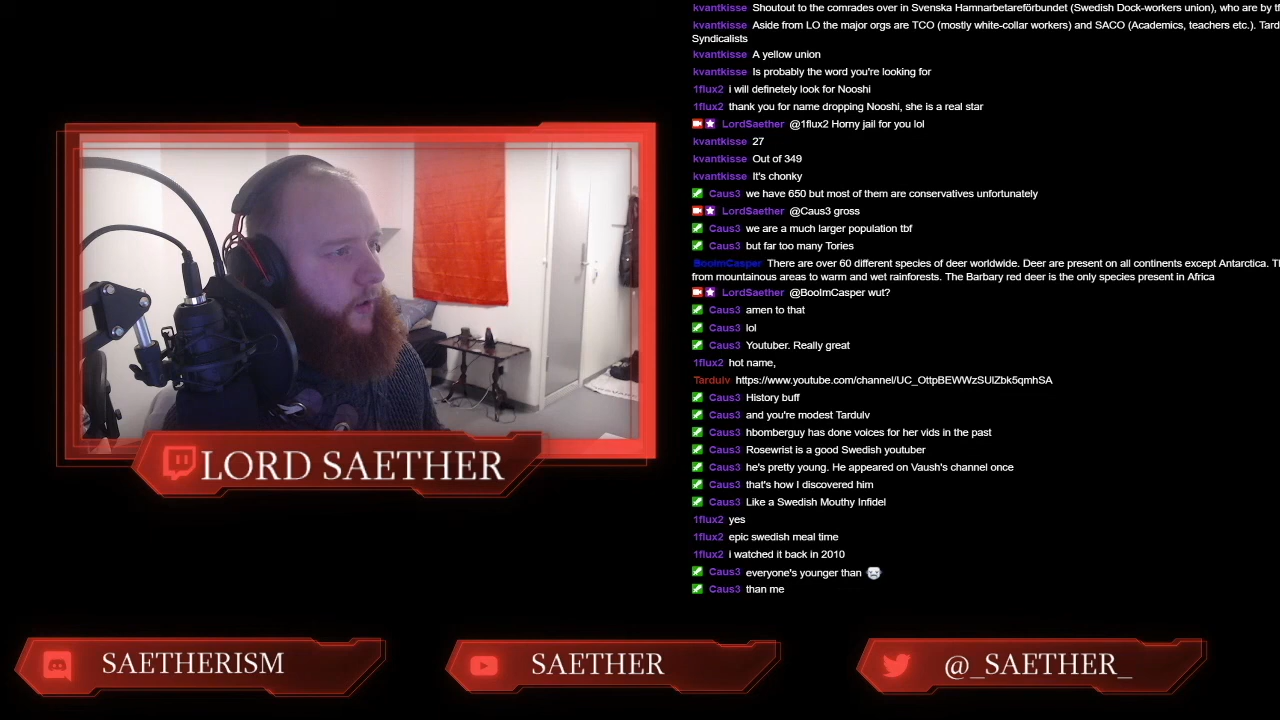 kvantkisse Shoutout to the comrades over in Svenska Hamnarbetareförbundet (Swedish Dock-workers union), who are by
kvantkisse Aside from LO the major orgs are TCO (mostly white-collar workers) and SACO (Academics, teachers etc.). Tard
Syndicalists
kvantkisse A yellow union
kvantkisse Is probably the word you're looking for
1flux2 i will definetely look for Nooshi
1flux2 thank you for name dropping Nooshi, she is a real star
LordSaether @1flux2 Horny jail for you lol
kvantkisse 27
kvantkisse Out of 349
kvantkisse It's chonky
Caus3 we have 650 but most of them are conservatives unfortunately
LordSaether @Caus3 gross
Caus3 we are a much larger population tbf
Caus3 but far too many Tories
BoolmCasper There are over 60 different species of deer worldwide. Deer are present on all continents except Antarctica.
from mountainous areas to warm and wet rainforests. The Barbary red deer is the only species present in Africa
LordSaether @BoolmCasper wut?
Caus3 amen to that
Caus3 lol
Caus3 Youtuber. Really great
1flux2 hot name,
Tardulv https://www.youtube.com/channel/UC_OttpBEWWzSUIZbk5qmhSA
Caus3 History buff
Caus3 and you're modest Tardulv
Caus3 hbomberguy has done voices for her vids in the past
Caus3 Rosewrist is a good Swedish youtuber
Caus3 he's pretty young. He appeared on Vaush's channel once
Caus3 that's how I discovered him
Caus3 Like a Swedish Mouthy Infidel
1flux2 yes
1flux2 epic swedish meal time
1flux2 i watched it back in 2010
Caus3 everyone's younger than
Caus3 than me
LORD SAETHER
SAETHERISM
SAETHER
@_SAETHER_